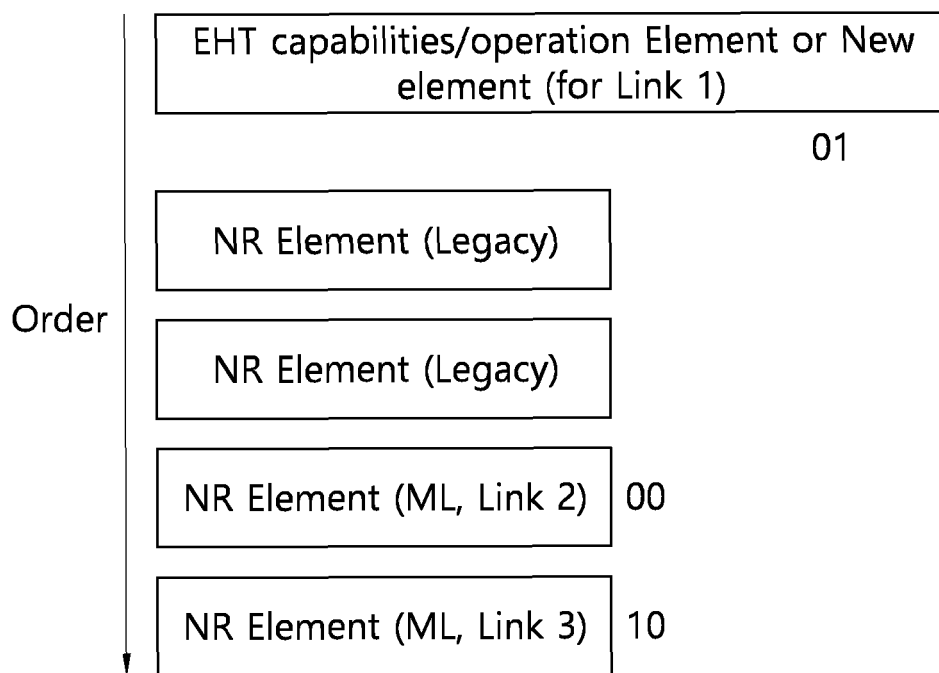 EHT capabilities/operation Element or New
element (for Link 1)
01
NR Element (Legacy)
Order
NR Element (Legacy)
NR Element (ML, Link 2) 00
NR Element (ML, Link 3) 10